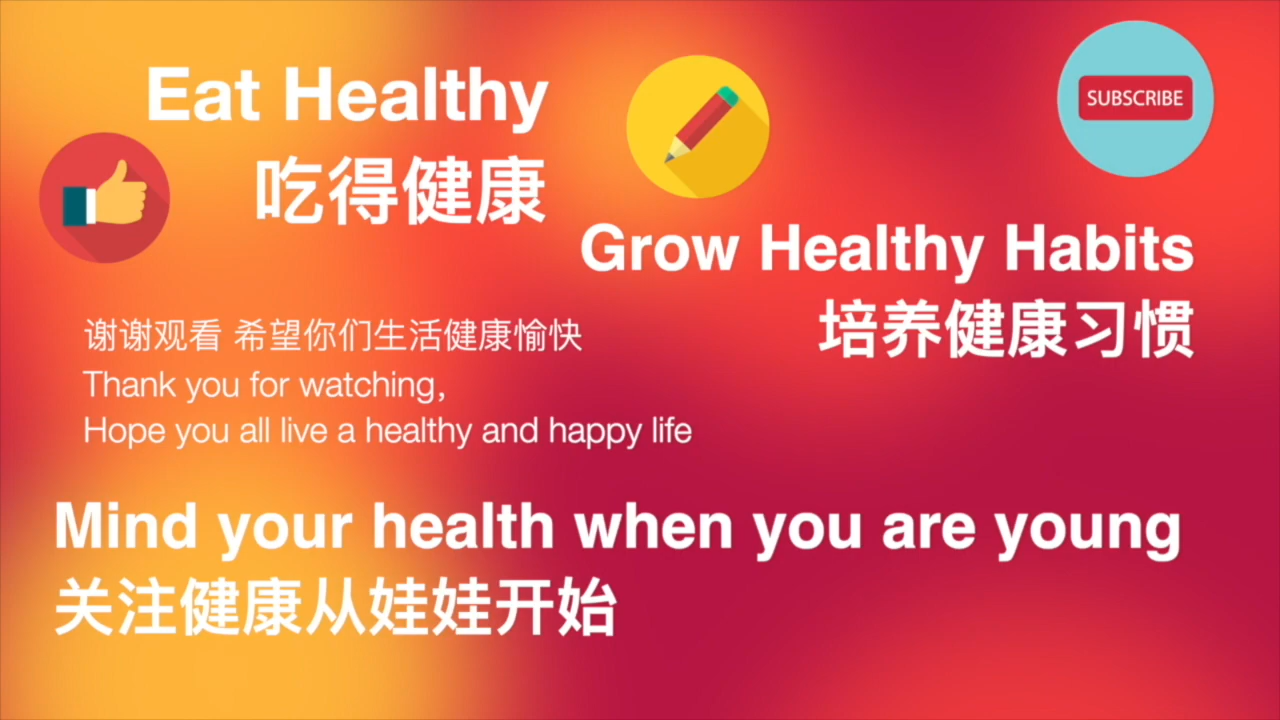 Eat Healthy
吃得健康
SUBSCRIBE
Grow Healthy Habits
培养健康习惯
谢谢观看 希望你们生活健康愉快
Thank you for watching,
Hope you all live a healthy and happy life
Mind your health when you are young
关注健康从娃娃开始